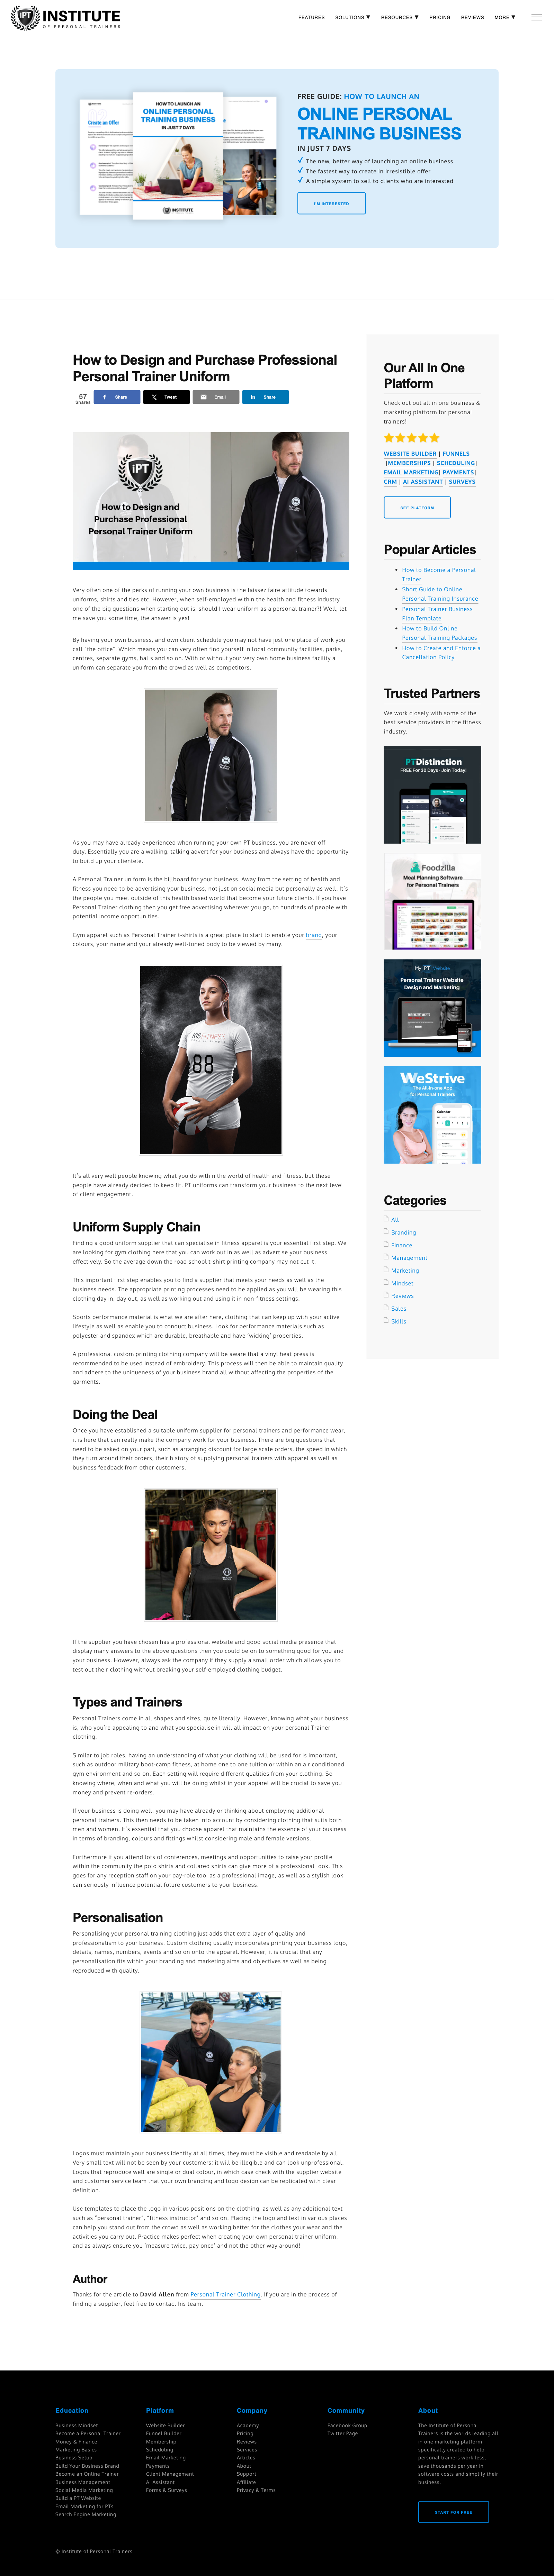 IPT
INSTITUTE
OF PERSONAL TRAINERS
FEATURES
SOLUTIONS ▼
RESOURCES ▼
PRICING
REVIEWS
MORE ▼
Create an Offer
HOW TO LAUNCH AN
ONLINE PERSONAL
TRAINING BUSINESS
IN JUST 7 DAYS
INSTITUTE
FREE GUIDE: HOW TO LAUNCH AN
ONLINE PERSONAL
TRAINING BUSINESS
IN JUST 7 DAYS
The new, better way of launching an online business
The fastest way to create in irresistible offer
A simple system to sell to clients who are interested
I'M INTERESTED
How to Design and Purchase Professional
Personal Trainer Uniform
57
Shares
Share
Tweet
Email
Share
IPT
How to Design and
Purchase Professional
Personal Trainer Uniform
Very often one of the perks in running your own business is the laissez faire attitude towards
uniforms, shirts and ties etc. However, when self-employed within the health and fitness industry
one of the big questions that often crops up is, should I wear a uniform as a personal trainer?! Well, let
me save you some time, the answer is yes!
By having your own business, and own client schedule you may not have just one place of work you
call "the office". Which means you can very often find yourself in local community facilities, parks,
centres, separate gyms, halls and so on. With or without your very own fitness business facility a
uniform can separate you from the crowd as well as competitors.
As you may have already experienced when running your own PT business, you are never off
duty. Essentially you are a walking, talking advert for your business and always have the opportunity
to build up your clientele.
A Personal Trainer uniform is the billboard for your business. Away from the setting of health and
fitness you need to be advertising your business, not just on social media but personally as well. It's
the people you meet outside of this health based world that may become your future clients. If you use
Personal Trainer clothing then you get free advertising wherever you go, to hundreds of people with
potential income opportunities.
Gym apparel such as Personal Trainer t-shirts is a great place to start to enable your brand, your
colours, your name and your already well-toned body to be viewed by many.
KISFITNESS
88
It's all very well people knowing what you do within the world of health and fitness, but these
people have already decided to keep fit. PT uniforms can transform your business to the next level
of client engagement.
Uniform Supply Chain
Finding a good uniform supplier that can specialise in fitness apparel is your essential first step. We
are looking for gym clothing here that you can work out in as well as advertise your business
effectively. So the average down the road school t-shirt printing company may not cut it.
This important first step enables you to find a supplier that meets your needs as well as the
business needs. The appropriate printing processes need to be applied as you will be wearing this
clothing day in, day out, as well as working out and using it in non-fitness settings.
Sports performance material is what we are after here, clothing that can keep up with your active
lifestyle as well as enable you to conduct business. Look for performance materials such as
polyester and spandex which are durable, breathable and have 'wicking' properties.
A professional custom printing clothing company will be aware that a vinyl heat press is
recommended to be used instead of embroidery. This process will then be able to maintain quality
and adhere to the uniqueness of your business brand all without affecting the properties of the
garments.
Doing the Deal
Once you have established a suitable uniform supplier for personal trainers and performance wear,
it is here that can really make the company work for your business. There are big questions that
need to be asked on your part, such as arranging discount for large scale orders, the speed in which
they turn around their orders, their history of supplying personal trainers with apparel as well as
business feedback from other customers.
If the supplier you have chosen has a professional website and good social media presence that
display many answers to the above questions then you could be on to something good for you and
your business. However, always ask the company if they supply a small order which allows you to
test out their clothing without breaking your self-employed clothing budget.
Types and Trainers
Personal Trainers come in all shapes and sizes, quite literally. However, knowing what your business
is, who you're appealing to and what you specialise in will all impact on your personal Trainer
clothing.
Similar to job roles, having an understanding of what your clothing will be used for is important,
such as outdoor military boot-camp fitness, at home one to one tuition or within an air conditioned
gym environment and so on. Each setting will require different qualities from your clothing. So
knowing where, when and what you will be doing whilst in your apparel will be crucial to save you
money and prevent re-orders.
If your business is doing well, you may have already or thinking about employing additional
personal trainers. This then needs to be taken into account by considering clothing that suits both
men and women. It's essential that you choose apparel that maintains the essence of your business
in terms of branding, colours and fittings whilst considering male and female versions.
Furthermore if you attend lots of conferences, meetings and opportunities to raise your profile
within the community the polo shirts and collared shirts can give more of a professional look. This
goes for any reception staff on your pay-role too, as a professional image, as well as a stylish look
can seriously influence potential future customers to your business.
Personalisation
Personalising your personal training clothing just adds that extra layer of quality and
professionalism to your business. Custom clothing usually incorporates printing your business logo,
details, names, numbers, events and so on onto the apparel. However, it is crucial that any
personalisation fits within your branding and marketing aims and objectives as well as being
reproduced with quality.
Logos must maintain your business identity at all times, they must be visible and readable by all.
Very small text will not be seen by your customers; it will be illegible and can look unprofessional.
Logos that reproduce well are single or dual colour, in which case check with the supplier website
and customer service team that your own branding and logo design can be replicated with clear
definition.
Use templates to place the logo in various positions on the clothing, as well as any additional text
such as "personal trainer", "fitness instructor" and so on. Placing the logo and text in various places
can help you stand out from the crowd as well as working better for the clothes your wear and the
activities you carry out. Practice makes perfect when creating your own personal trainer uniform,
and as always ensure you 'measure twice, pay once' and not the other way around!
Author
Thanks for the article to David Allen from Personal Trainer Clothing. If you are in the process of
finding a supplier, feel free to contact his team.
Our All In One
Platform
Check out out all in one business &
marketing platform for personal
trainers!
WEBSITE BUILDER | FUNNELS
|MEMBERSHIPS | SCHEDULING|
EMAIL MARKETING| PAYMENTS|
CRM | AI ASSISTANT | SURVEYS
SEE PLATFORM
Popular Articles
How to Become a Personal
Trainer
Short Guide to Online
Personal Training Insurance
Personal Trainer Business
Plan Template
How to Build Online
Personal Training Packages
How to Create and Enforce a
Cancellation Policy
Trusted Partners
We work closely with some of the
best service providers in the fitness
industry.
PTDistinction
FREE For 30 Days - Join Today!
Foodzilla
Meal Planning Software
for Personal Trainers
My PT Website
Personal Trainer Website
Design and Marketing
WeStrive
The All-in-one App
for Personal Trainers
Calendar
Categories
All
Branding
Finance
Management
Marketing
Mindset
Reviews
Sales
Skills
Education
Business Mindset
Become a Personal Trainer
Money & Finance
Marketing Basics
Business Setup
Build Your Business Brand
Become an Online Trainer
Business Management
Social Media Marketing
Build a PT Website
Email Marketing for PTs
Search Engine Marketing
Platform
Website Builder
Funnel Builder
Membership
Scheduling
Email Marketing
Payments
Client Management
AI Assistant
Forms & Surveys
Company
Academy
Pricing
Reviews
Services
Articles
About
Support
Affiliate
Privacy & Terms
Community
Facebook Group
Twitter Page
About
The Institute of Personal
Trainers is the worlds leading all
in one marketing platform
specifically created to help
personal trainers work less,
save thousands per year in
software costs and simplify their
business.
START FOR FREE
© Institute of Personal Trainers